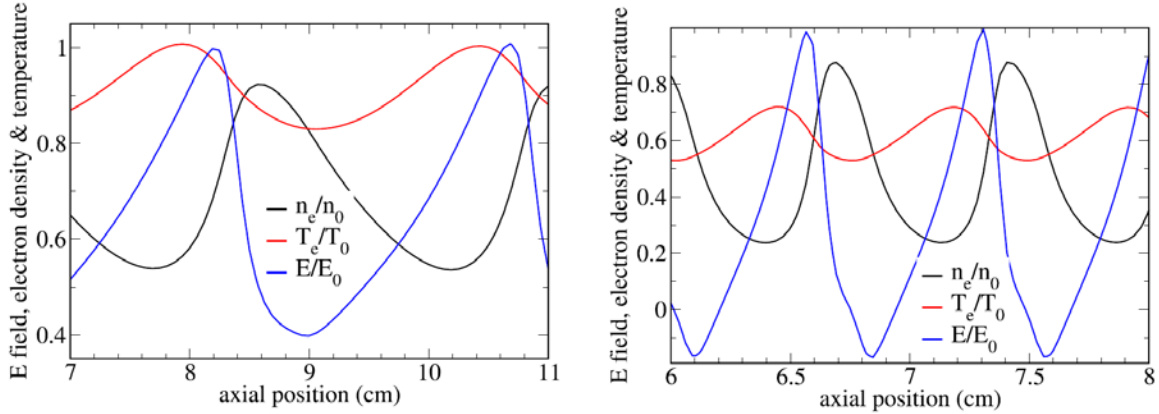 E field, electron density & temperature
1
0.8
0.6
0.4
n_e/n_0
T_e/T_0
E/E_0
7
8
9
10
11
axial position (cm)
E field, electron density & temperature
0.8
0.6
0.4
0.2
0
n_e/n_0
T_e/T_0
E/E_0
6
6.5
7
7.5
8
axial position (cm)